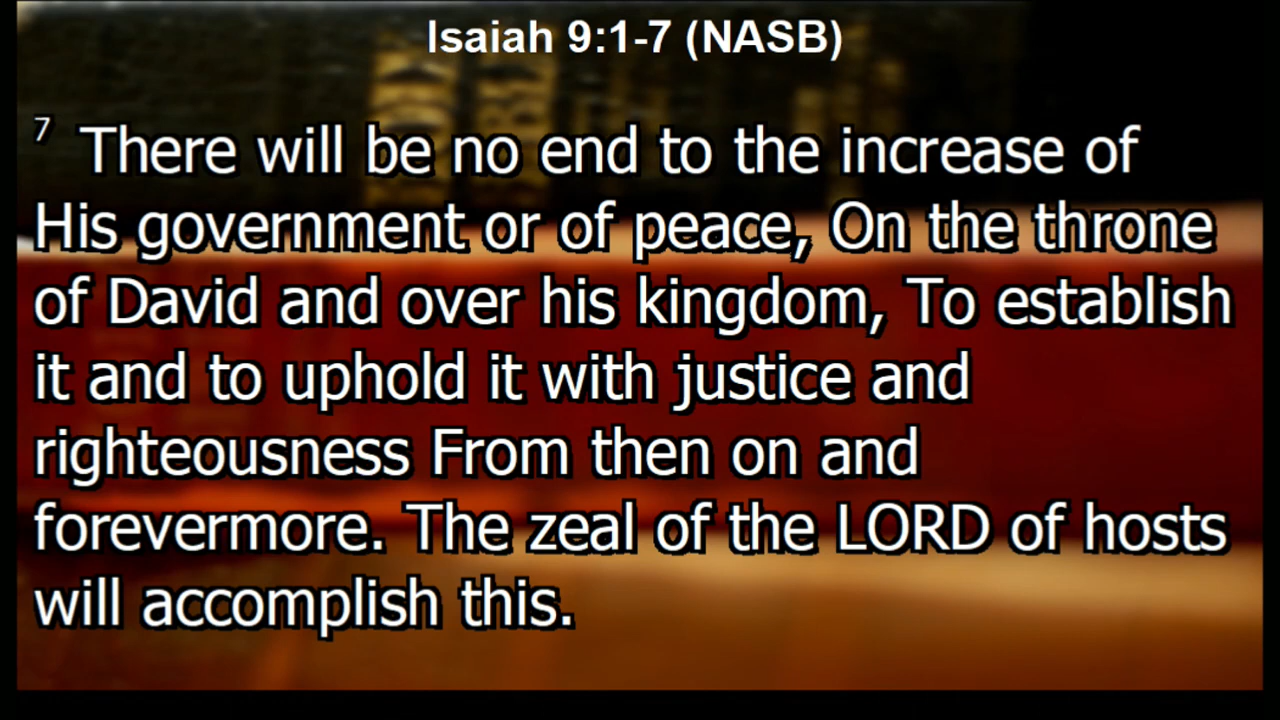 Isaiah 9:1-7 (NASB)
7 There will be no end to the increase of
His government or of peace, On the throne
of David and over his kingdom, To establish
it and to uphold it with justice and
righteousness From then on and
forevermore. The zeal of the LORD of hosts
will accomplish this.